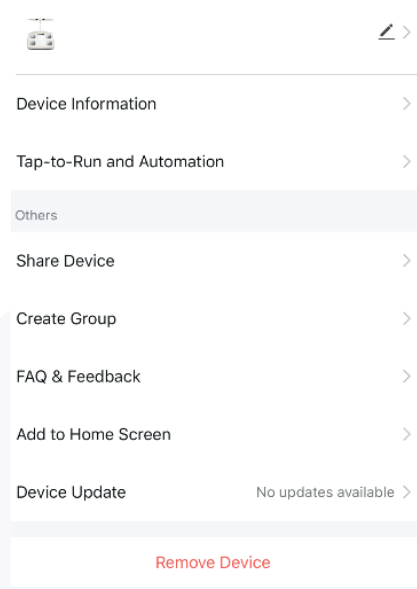 Device Information
Tap-to-Run and Automation
Others
Share Device
Create Group
FAQ & Feedback
Add to Home Screen
Device Update No updates available
Remove Device